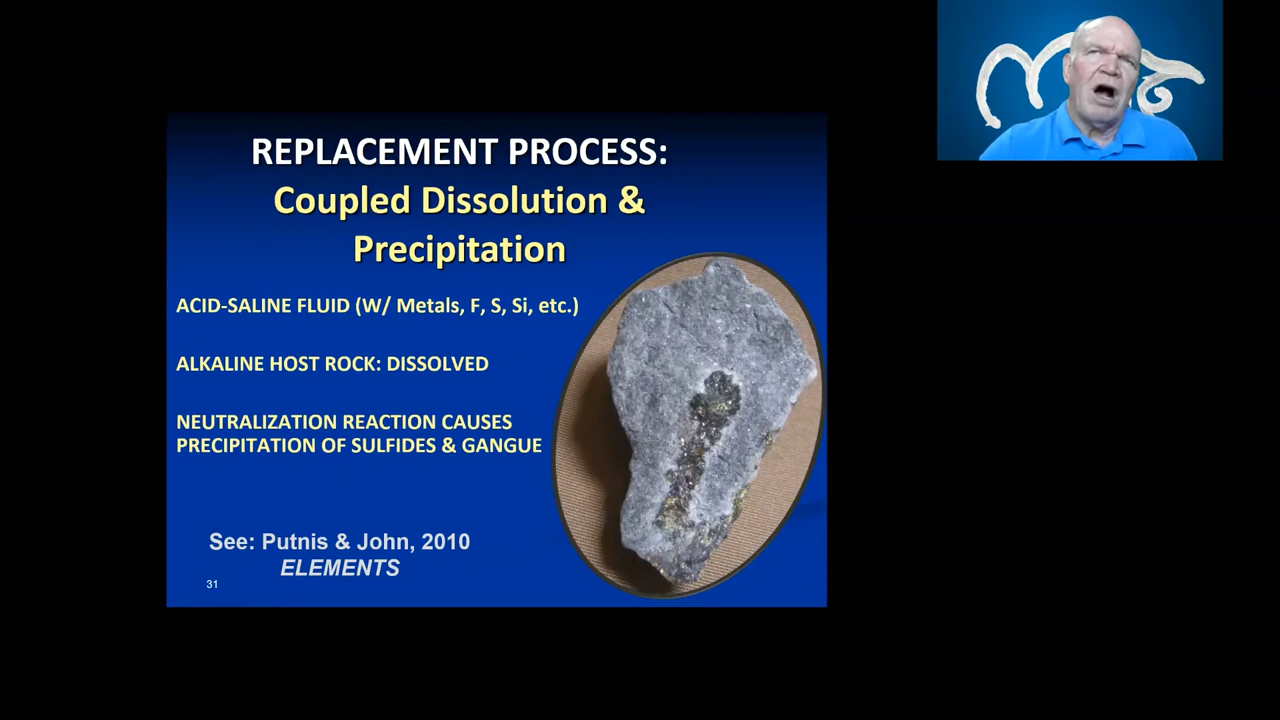 REPLACEMENT PROCESS:
Coupled Dissolution &
Precipitation
ACID-SALINE FLUID (W/ Metals, F, S, Si, etc.)
ALKALINE HOST ROCK: DISSOLVED
NEUTRALIZATION REACTION CAUSES
PRECIPITATION OF SULFIDES & GANGUE
See: Putnis & John, 2010
ELEMENTS
31